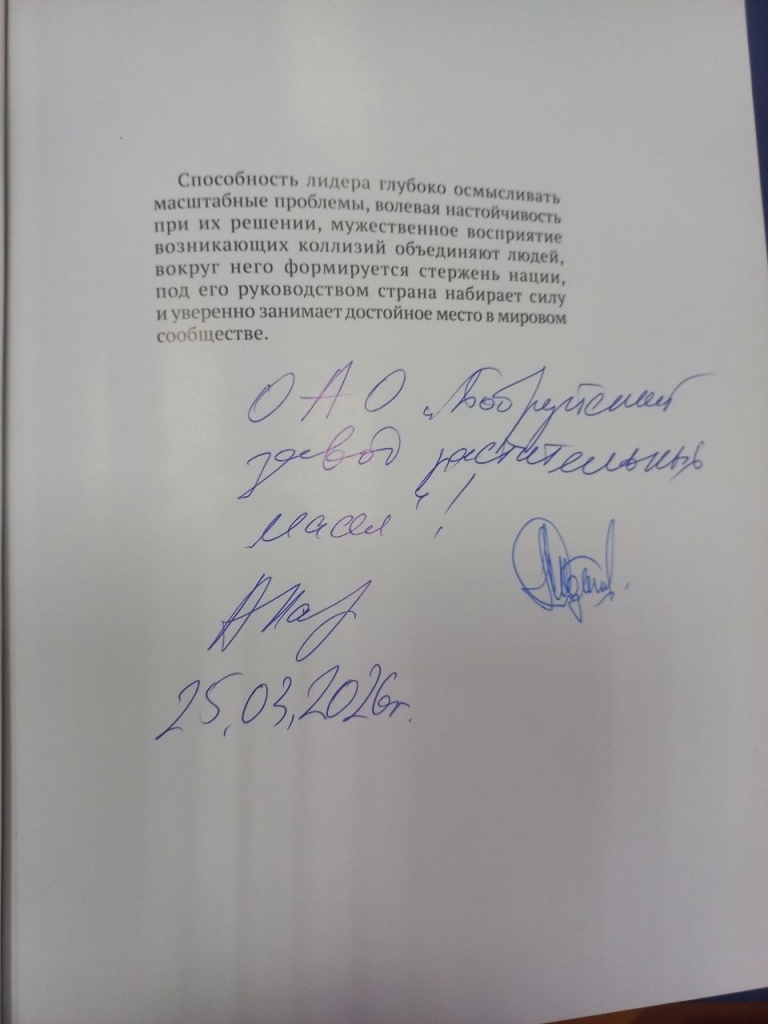 Способность лидера глубоко осмысливать
масштабные проблемы, волевая настойчивость
при их решении, мужественное восприятие
возникающих коллизий объединяют людей,
вокруг него формируется стержень нации,
под его руководством страна набирает силу
и уверенно занимает достойное место в мировом
сообществе.
ОАО „Бобруйский
завод растительных
масел“!
25.03.2026г.